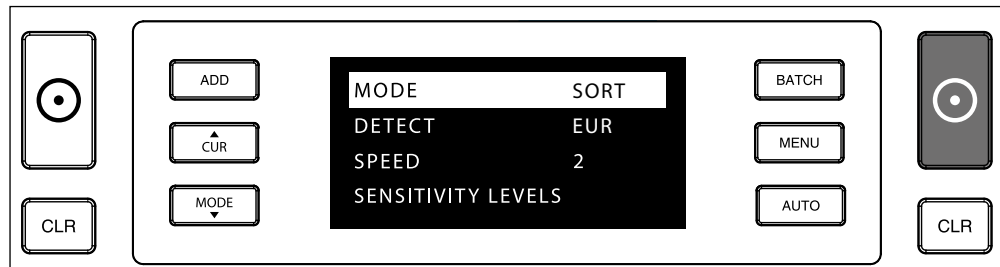 CLR
ADD
CUR
MODE
MODE SORT
DETECT EUR
SPEED 2
SENSITIVITY LEVELS
BATCH
MENU
AUTO
CLR